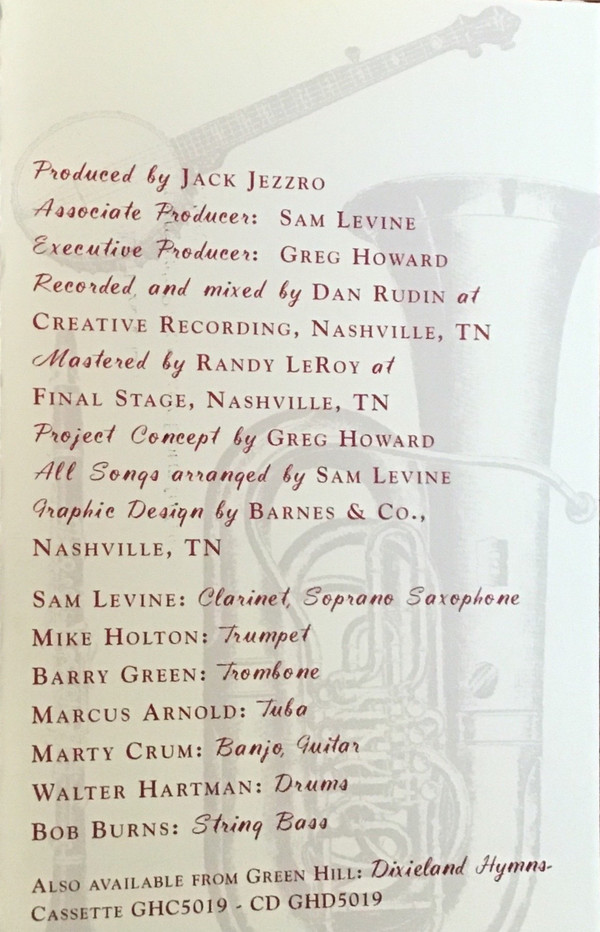 Produced by JACK JEZZRO
Associate Producer: SAM LEVINE
Executive Producer: GREG HOWARD
Recorded and mixed by DAN RUDIN at
CREATIVE RECORDING, NASHVILLE, TN
Mastered by RANDY LEROY at
FINAL STAGE, NASHVILLE, TN
Project Concept by GREG HOWARD
All Songs arranged by SAM LEVINE
Graphic Design by BARNES & CO.,
NASHVILLE, TN
SAM LEVINE: Clarinet, Soprano Saxophone
MIKE HOLTON: Trumpet
BARRY GREEN: Trombone
MARCUS ARNOLD: Tuba
MARTY CRUM: Banjo, Guitar
WALTER HARTMAN: Drums
BOB BURNS: String Bass
ALSO AVAILABLE FROM GREEN HILL: Dixieland Hymns-
CASSETTE GHC5019 - CD GHD5019